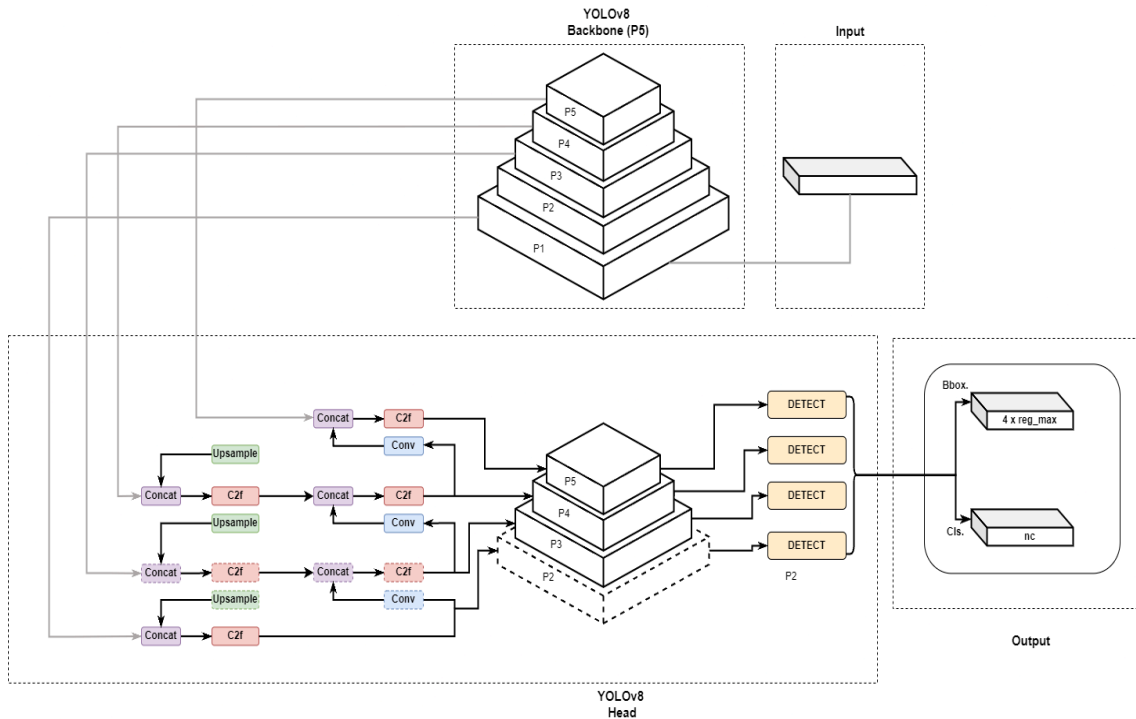 YOLOv8
Backbone (P5)
Input
P5
P4
P3
P2
P1
Concat
C2f
Conv
Upsample
Concat
C2f
Concat
C2f
Upsample
Conv
Concat
C2f
Concat
C2f
Upsample
Conv
Concat
C2f
P5
P4
P3
P2
DETECT
DETECT
DETECT
DETECT
P2
Bbox.
4 x reg_max
Cls.
nc
Output
YOLOv8
Head